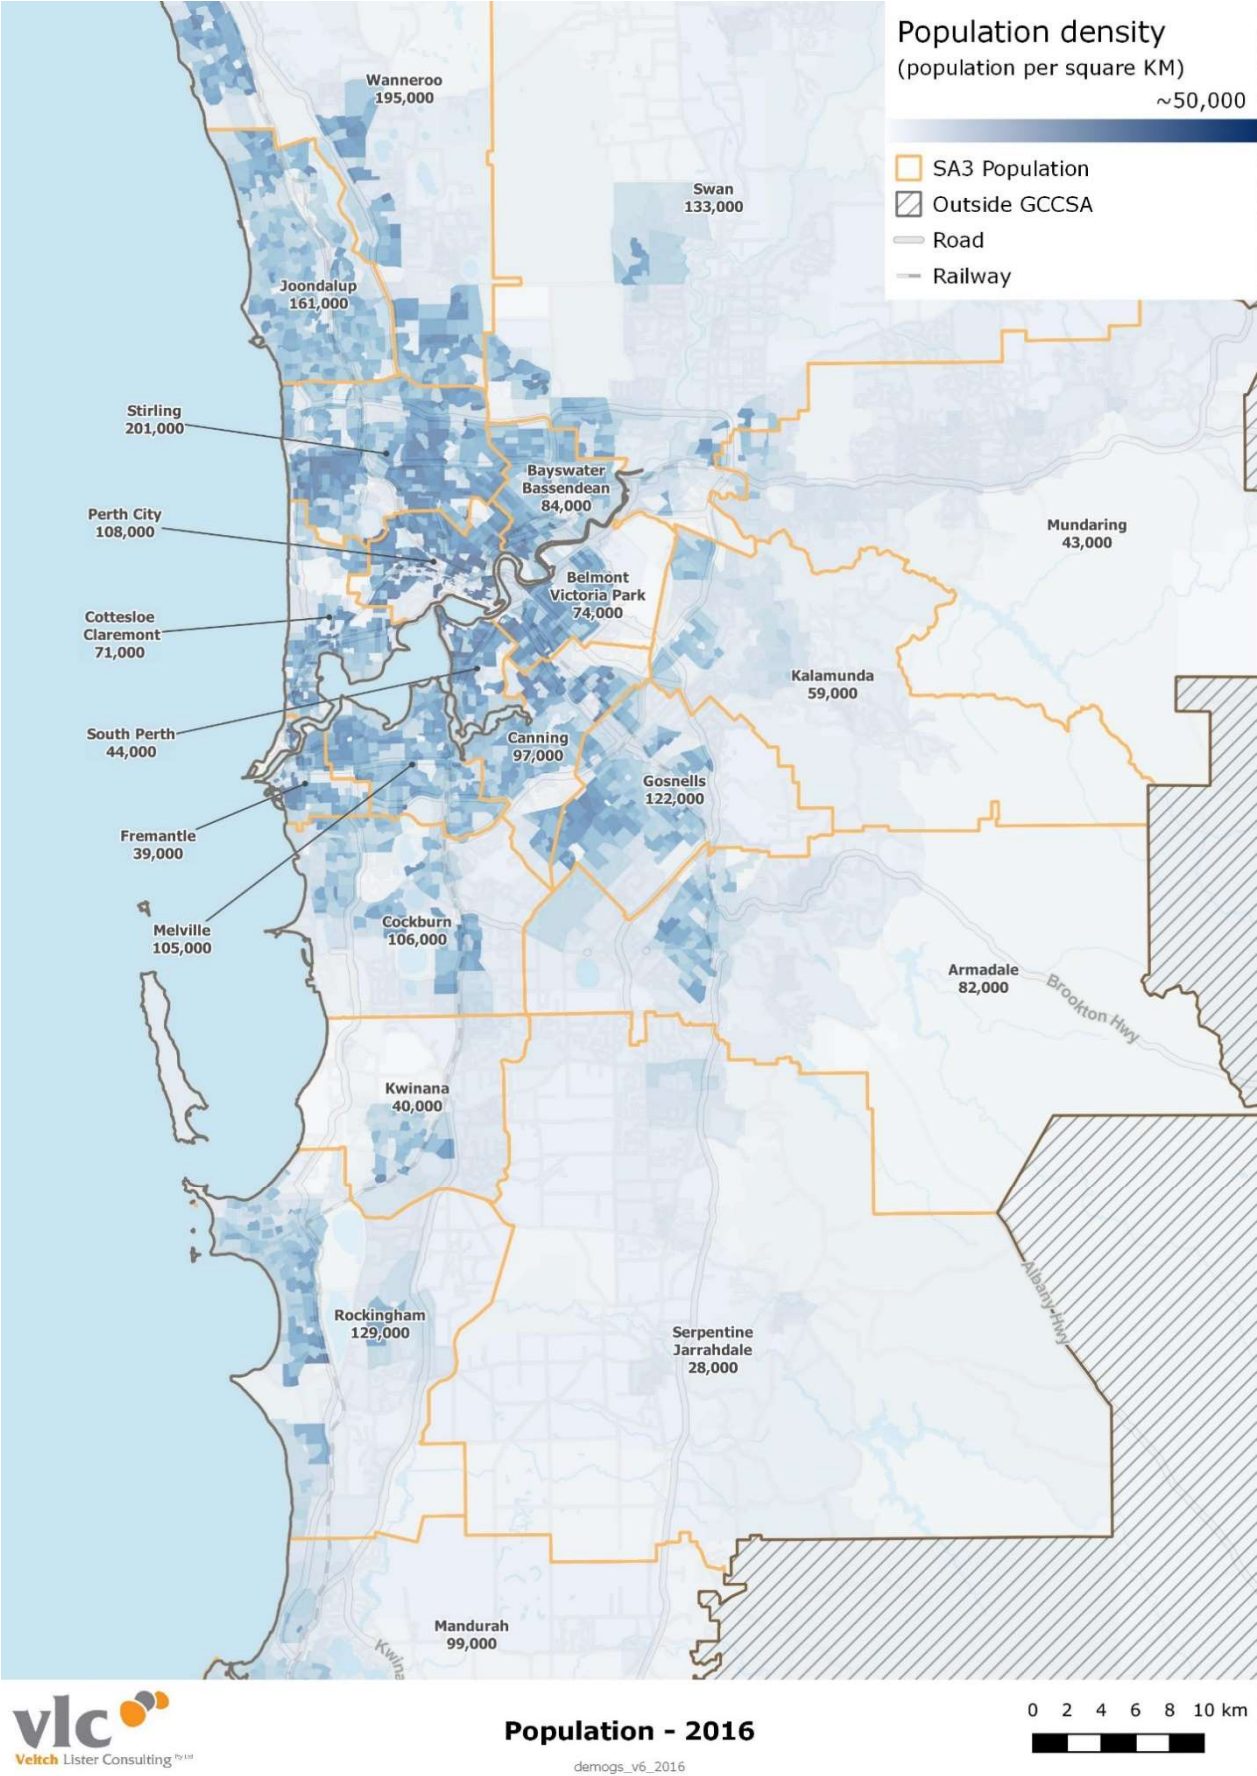 Population density
(population per square KM)
~50,000
SA3 Population
Outside GCCSA
Road
Railway
Wanneroo
195,000
Swan
133,000
Joondalup
161,000
Stirling
201,000
Bayswater
Bassendean
84,000
Perth City
108,000
Mundaring
43,000
Belmont
Victoria Park
74,000
Cottesloe
Claremont
71,000
Kalamunda
59,000
South Perth
44,000
Canning
97,000
Gosnells
122,000
Fremantle
39,000
Melville
105,000
Cockburn
106,000
Armadale
82,000
Brookton Hwy
Kwinana
40,000
Albany Hwy
Rockingham
129,000
Serpentine
Jarrahdale
28,000
Mandurah
99,000
Kwina
vlc
Veitch Lister Consulting Pty Ltd
Population - 2016
demogs_v6_2016
0 2 4 6 8 10 km